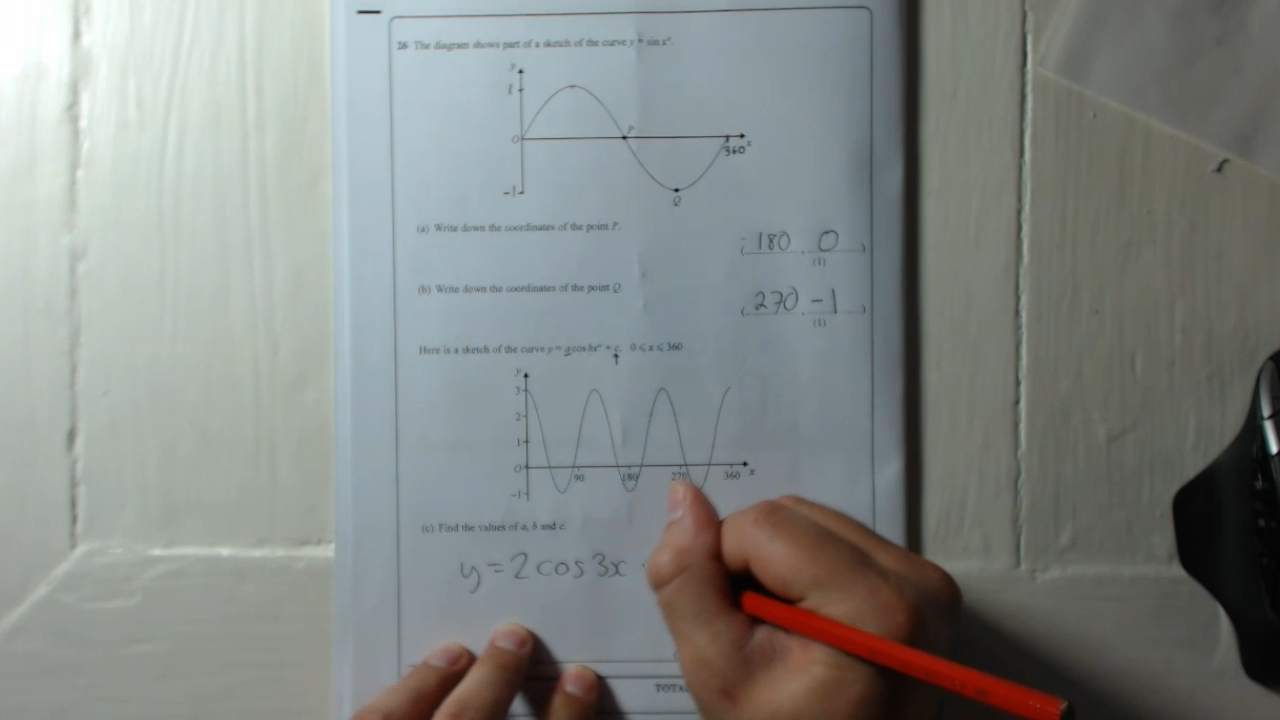 26 The diagram shows part of a sketch of the curve y = sin x°.
y
1
O
P
360 x
-1
Q
(a) Write down the coordinates of the point P.
( 180 , 0 )
(1)
(b) Write down the coordinates of the point Q.
( 270 , -1 )
(1)
Here is a sketch of the curve y = a cos bx° + c, 0 ⩽ x ⩽ 360
y
3
2
1
O
90 180 270 360 x
-1
(c) Find the values of a, b and c.
y = 2 cos 3x